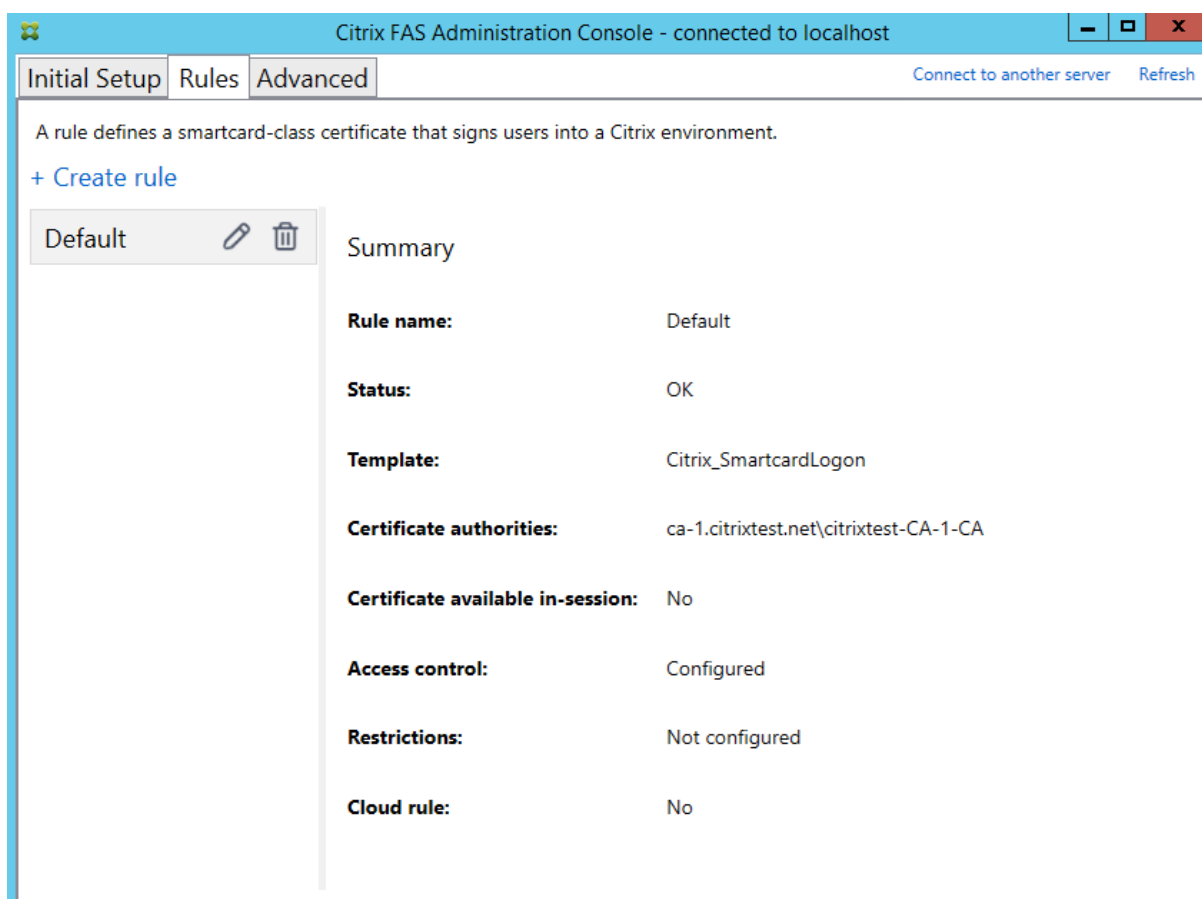 Citrix FAS Administration Console - connected to localhost
Initial Setup Rules Advanced Connect to another server Refresh
A rule defines a smartcard-class certificate that signs users into a Citrix environment.
+ Create rule
Default
Summary
Rule name: Default
Status: OK
Template: Citrix_SmartcardLogon
Certificate authorities: ca-1.citrixtest.net\citrixtest-CA-1-CA
Certificate available in-session: No
Access control: Configured
Restrictions: Not configured
Cloud rule: No